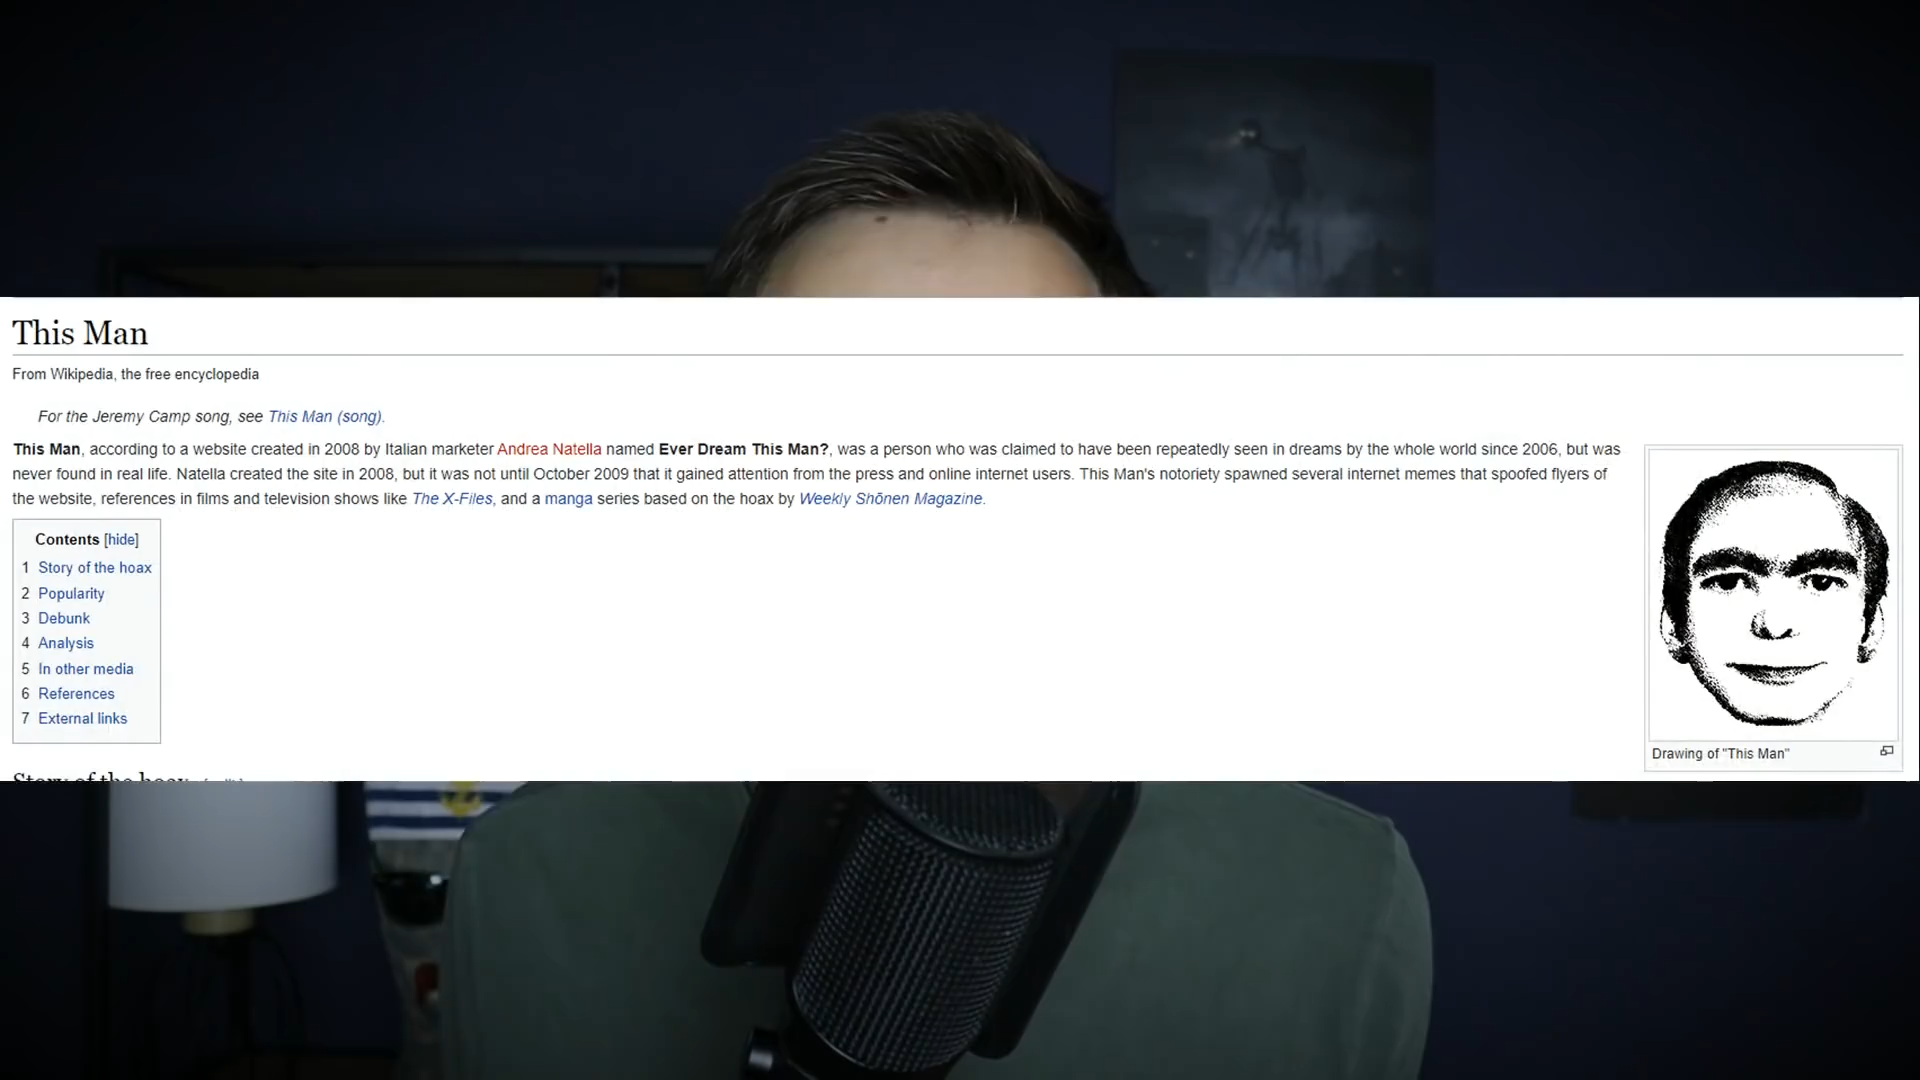 This Man
From Wikipedia, the free encyclopedia
For the Jeremy Camp song, see This Man (song).
This Man, according to a website created in 2008 by Italian marketer Andrea Natella named Ever Dream This Man?, was a person who was claimed to have been repeatedly seen in dreams by the whole world since 2006, but was
never found in real life. Natella created the site in 2008, but it was not until October 2009 that it gained attention from the press and online internet users. This Man's notoriety spawned several internet memes that spoofed flyers of
the website, references in films and television shows like The X-Files, and a manga series based on the hoax by Weekly Shōnen Magazine.
Contents [hide]
1 Story of the hoax
2 Popularity
3 Debunk
4 Analysis
5 In other media
6 References
7 External links
Drawing of "This Man"
Story of the hoax